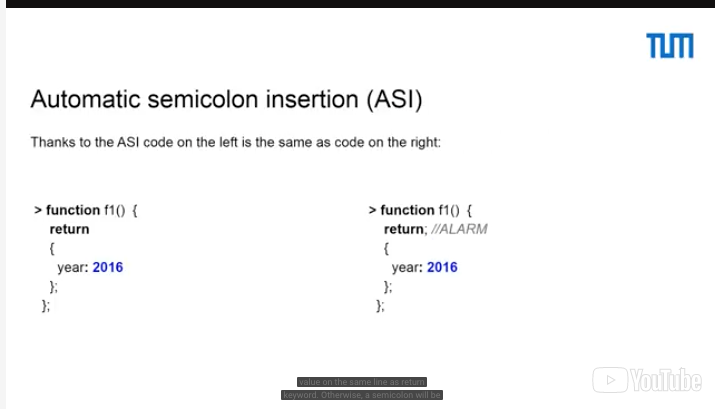 TUM
Automatic semicolon insertion (ASI)
Thanks to the ASI code on the left is the same as code on the right:
> function f1() {
return
{
year: 2016
};
};
> function f1() {
return; //ALARM
{
year: 2016
};
};
value on the same line as return
keyword. Otherwise, a semicolon will be
YouTube